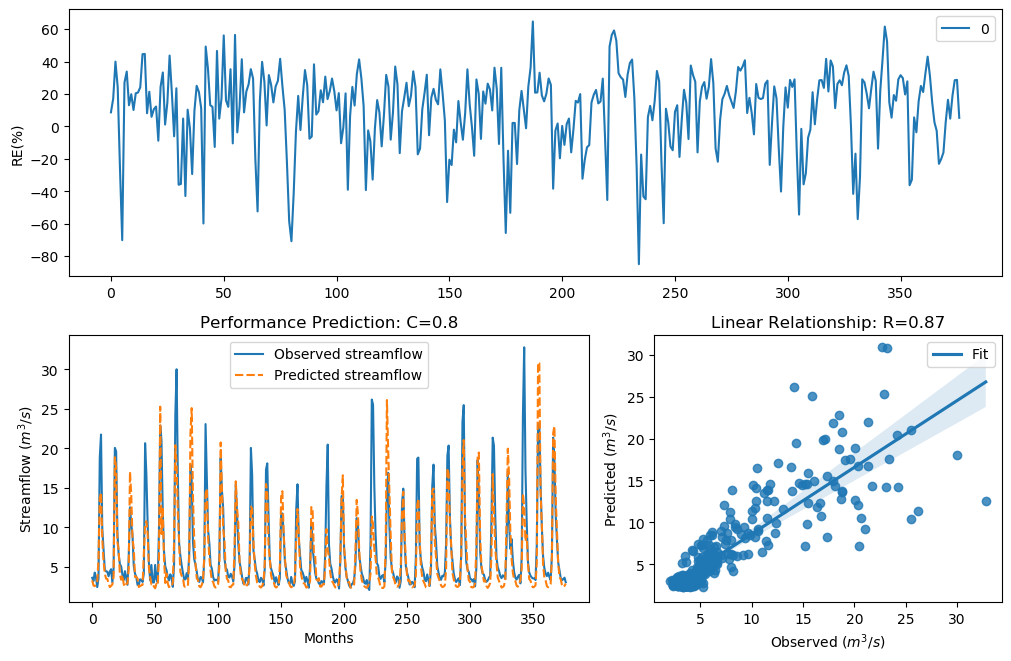 60
40
20
0
−20
−40
−60
−80
RE(%)
0
0 50 100 150 200 250 300 350
Performance Prediction: C=0.8
Observed streamflow
Predicted streamflow
30
25
20
15
10
5
Streamflow (m³/s)
0 50 100 150 200 250 300 350
Months
Linear Relationship: R=0.87
Fit
30
25
20
15
10
5
Predicted (m³/s)
5 10 15 20 25 30
Observed (m³/s)